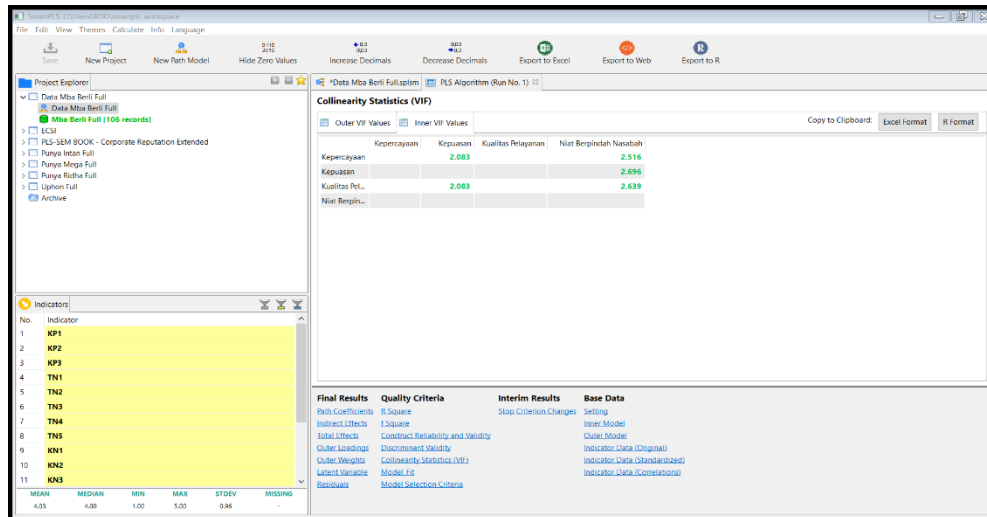 SmartPLS: C:\Users\ROG\smartpls_workspace
File Edit View Themes Calculate Info Language
Save New Project New Path Model Hide Zero Values Increase Decimals Decrease Decimals Export to Excel Export to Web Export to R
Project Explorer
Data Mba Berli Full
Data Mba Berli Full
Mba Berli Full [106 records]
ECSI
PLS-SEM BOOK - Corporate Reputation Extended
Punya Intan Full
Punya Mega Full
Punya Ridha Full
Uphon Full
Archive
Indicators
No. Indicator
1 KP1
2 KP2
3 KP3
4 TN1
5 TN2
6 TN3
7 TN4
8 TN5
9 KN1
10 KN2
11 KN3
MEAN MEDIAN MIN MAX STDEV MISSING
4.03 4.00 1.00 5.00 0.96 -
*Data Mba Berli Full.splsm PLS Algorithm (Run No. 1)
Collinearity Statistics (VIF)
Outer VIF Values Inner VIF Values Copy to Clipboard: Excel Format R Format
Kepercayaan Kepuasan Kualitas Pelayanan Niat Berpindah Nasabah
Kepercayaan 2.083 2.516
Kepuasan 2.696
Kualitas Pel... 2.083 2.639
Niat Berpin...
Final Results Quality Criteria Interim Results Base Data
Path Coefficients R Square Stop Criterion Changes Setting
Indirect Effects f Square Inner Model
Total Effects Construct Reliability and Validity Outer Model
Outer Loadings Discriminant Validity Indicator Data (Original)
Outer Weights Collinearity Statistics (VIF) Indicator Data (Standardized)
Latent Variable Model Fit Indicator Data (Correlations)
Residuals Model Selection Criteria